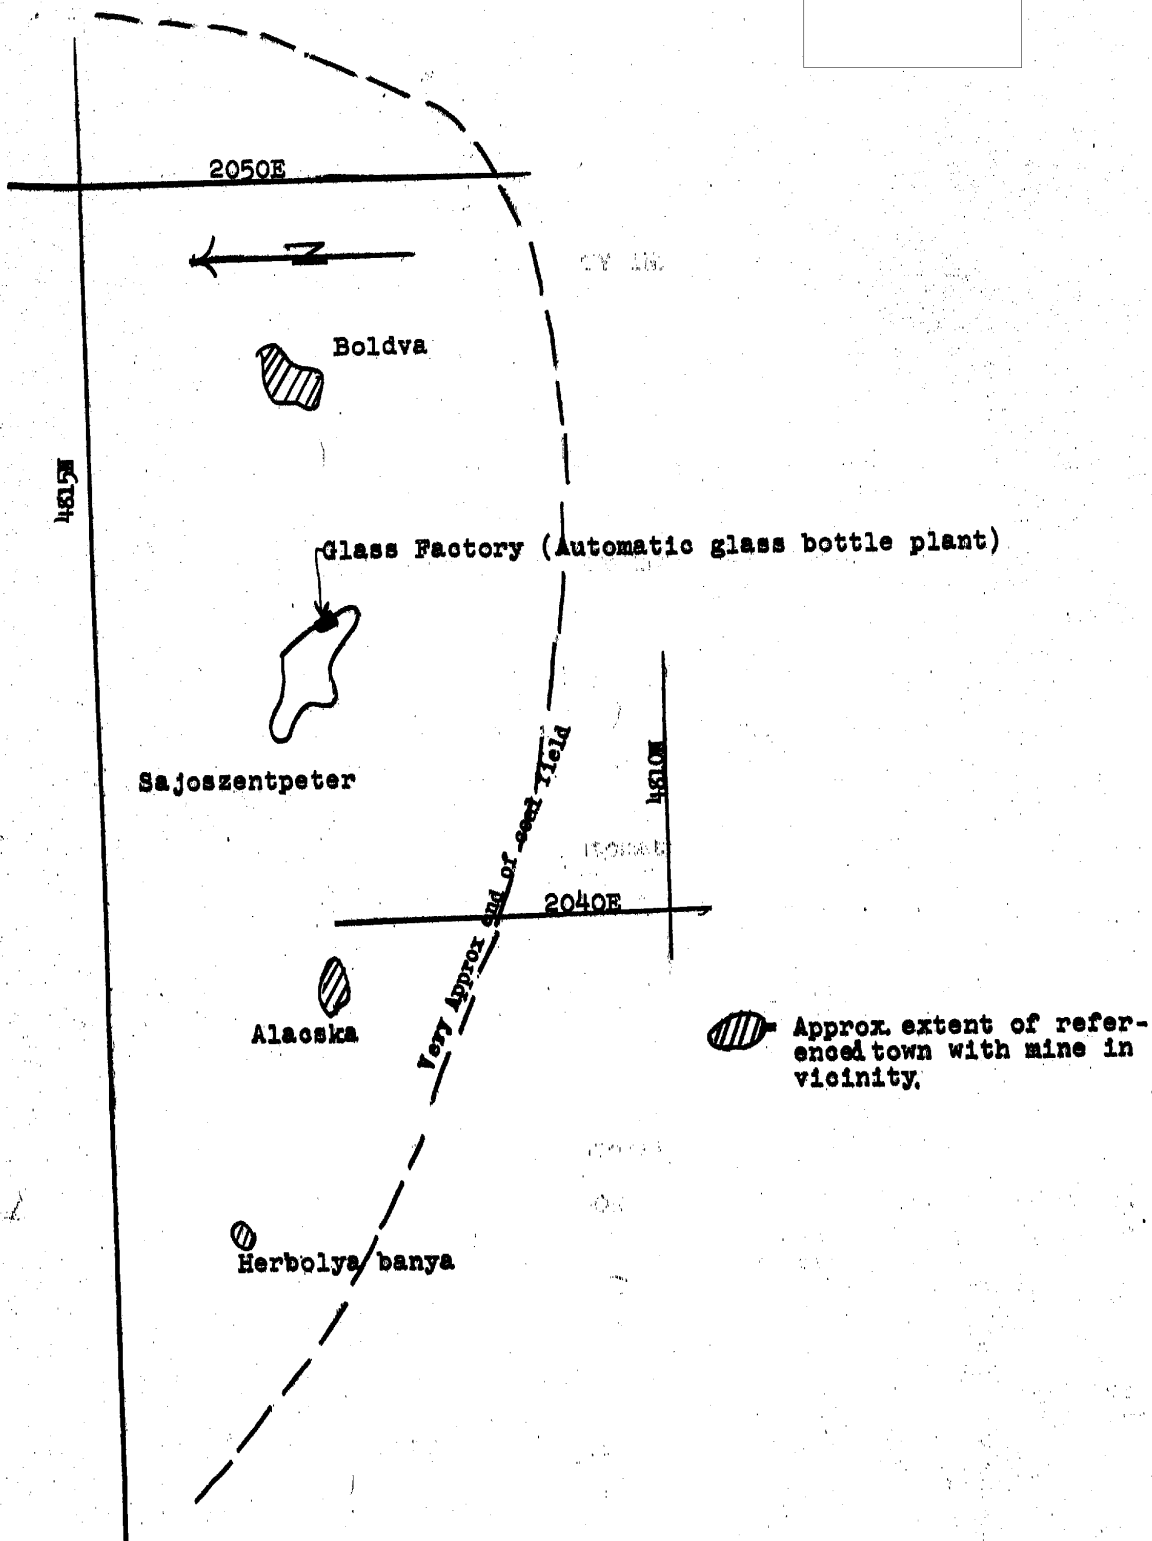 2050E
N
Boldva
4815N
Glass Factory (Automatic glass bottle plant)
Sajoszentpeter
4810N
Very Approx end of coal field
2040E
Alacska
Approx. extent of refer-
enced town with mine in
vicinity.
Herbolya banya